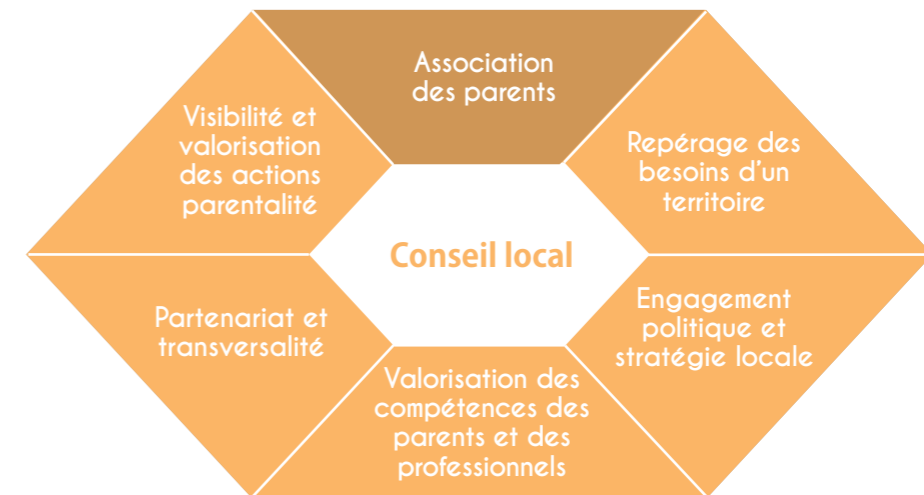 Association
des parents
Visibilité et
valorisation
des actions
parentalité
Repérage des
besoins d'un
territoire
Conseil local
Partenariat et
transversalité
Engagement
politique et
stratégie locale
Valorisation des
compétences des
parents et des
professionnels